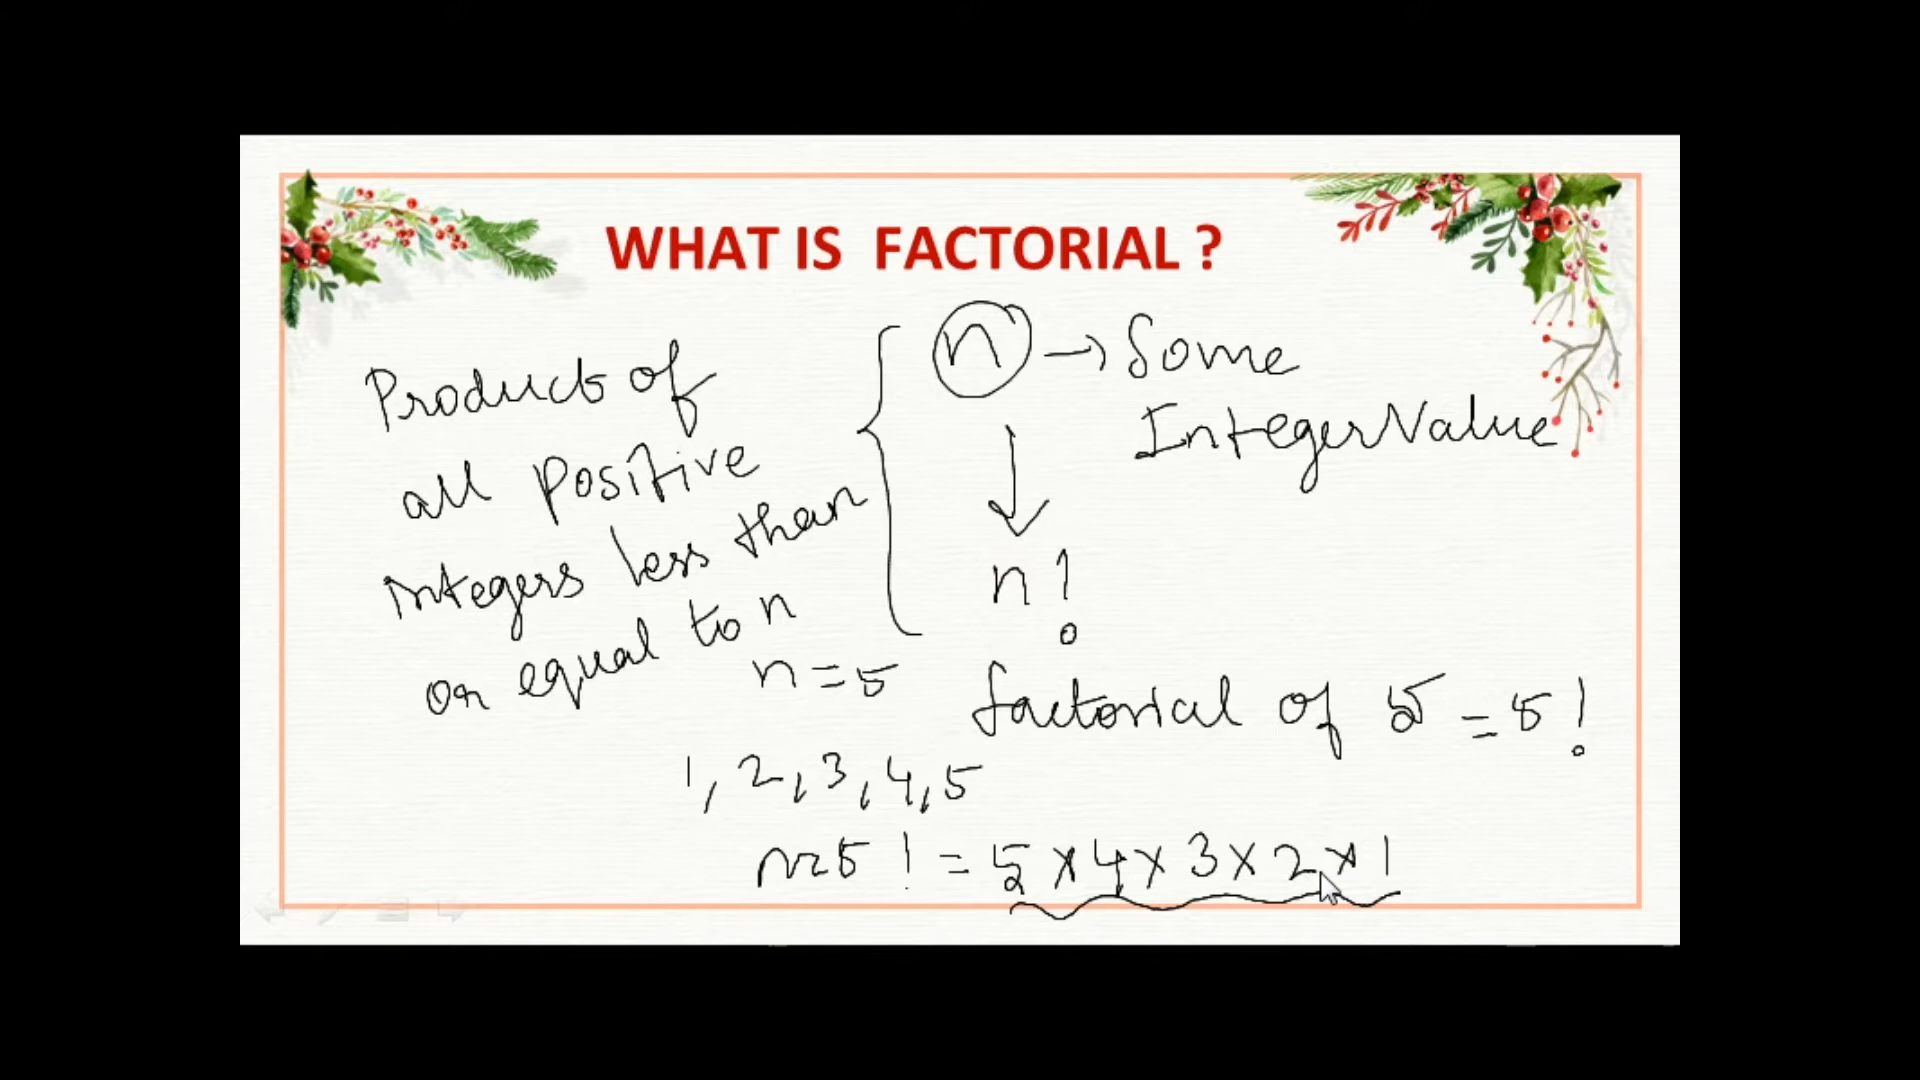 WHAT IS FACTORIAL ?
n → Some
Integer Value
n!
Product of
all positive
integers less than
or equal to n
n = 5
factorial of 5 = 5!
1, 2, 3, 4, 5
n=5 ! = 5 × 4 × 3 × 2 × 1